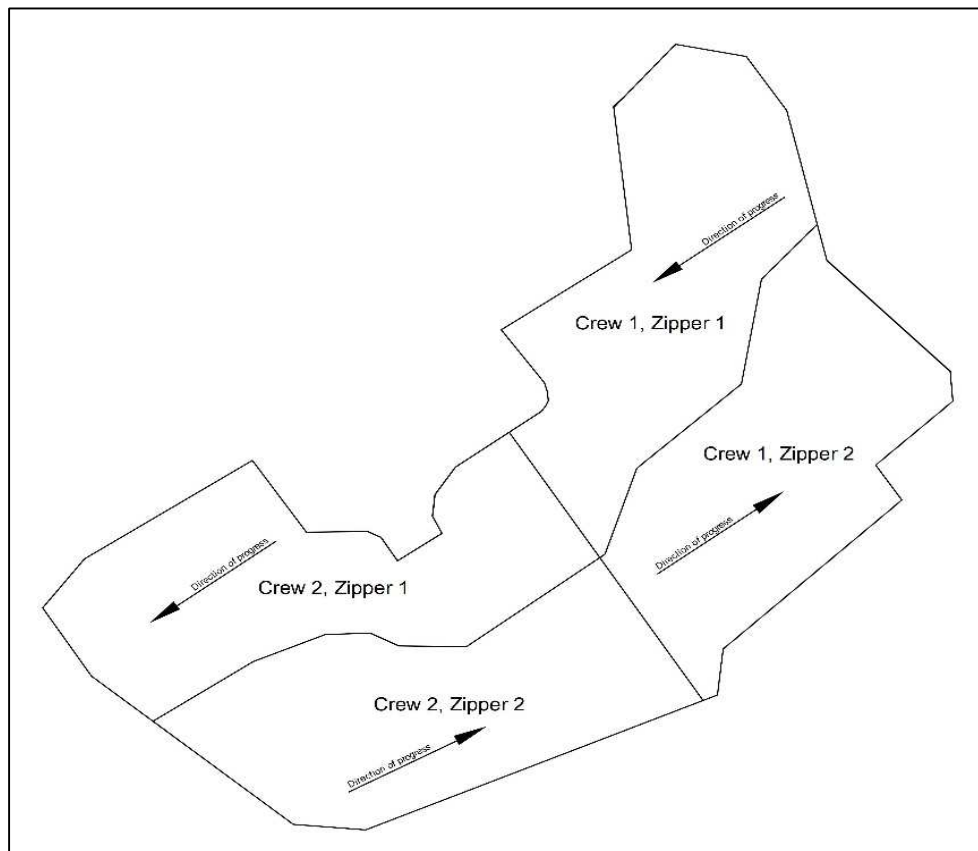 Direction of progress
Crew 1, Zipper 1
Crew 1, Zipper 2
Direction of progress
Direction of progress
Crew 2, Zipper 1
Crew 2, Zipper 2
Direction of progress